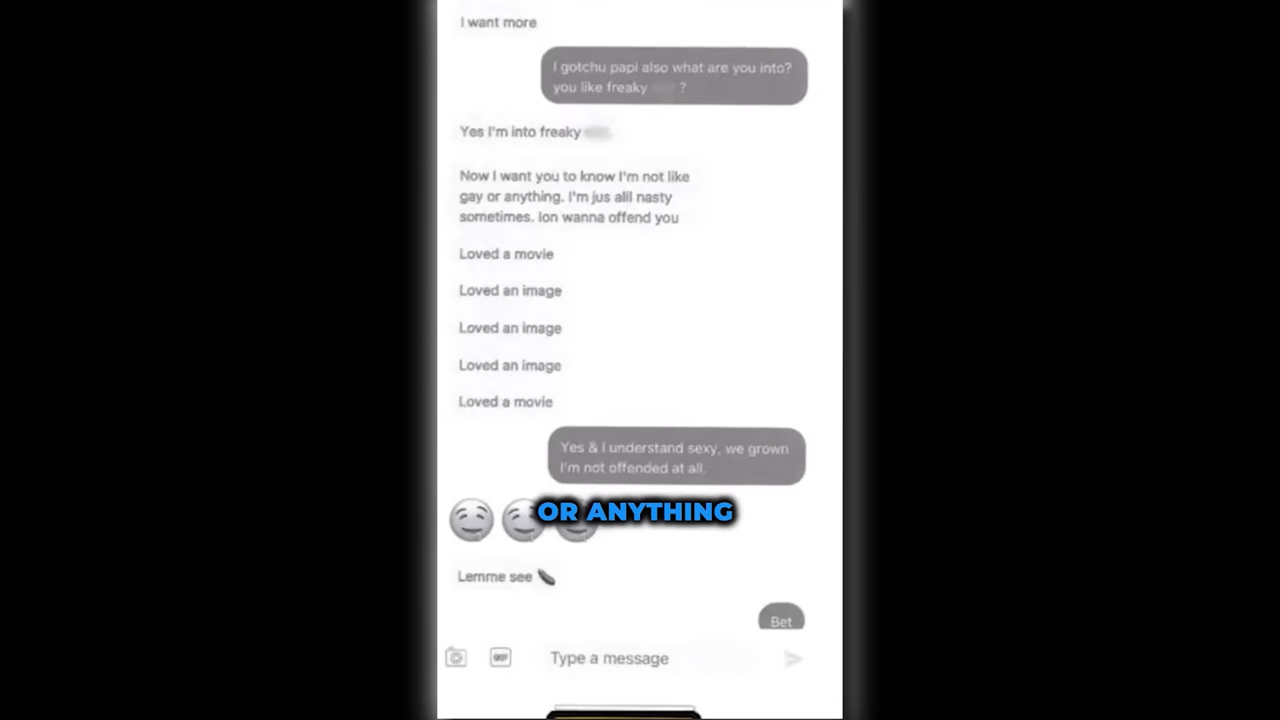 I want more
I gotchu papi also what are you into?
you like freaky ?
Yes I'm into freaky .
Now I want you to know I'm not like
gay or anything. I'm jus alil nasty
sometimes. Ion wanna offend you
Loved a movie
Loved an image
Loved an image
Loved an image
Loved a movie
Yes & I understand sexy, we grown
I'm not offended at all.
OR ANYTHING
Lemme see 🍆
Bet
GIF
Type a message